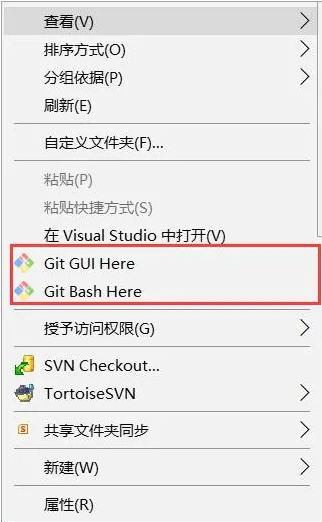 查看(V)
排序方式(O)
分组依据(P)
刷新(E)
自定义文件夹(F)...
粘贴(P)
粘贴快捷方式(S)
在 Visual Studio 中打开(V)
Git GUI Here
Git Bash Here
授予访问权限(G)
SVN Checkout...
TortoiseSVN
共享文件夹同步
新建(W)
属性(R)